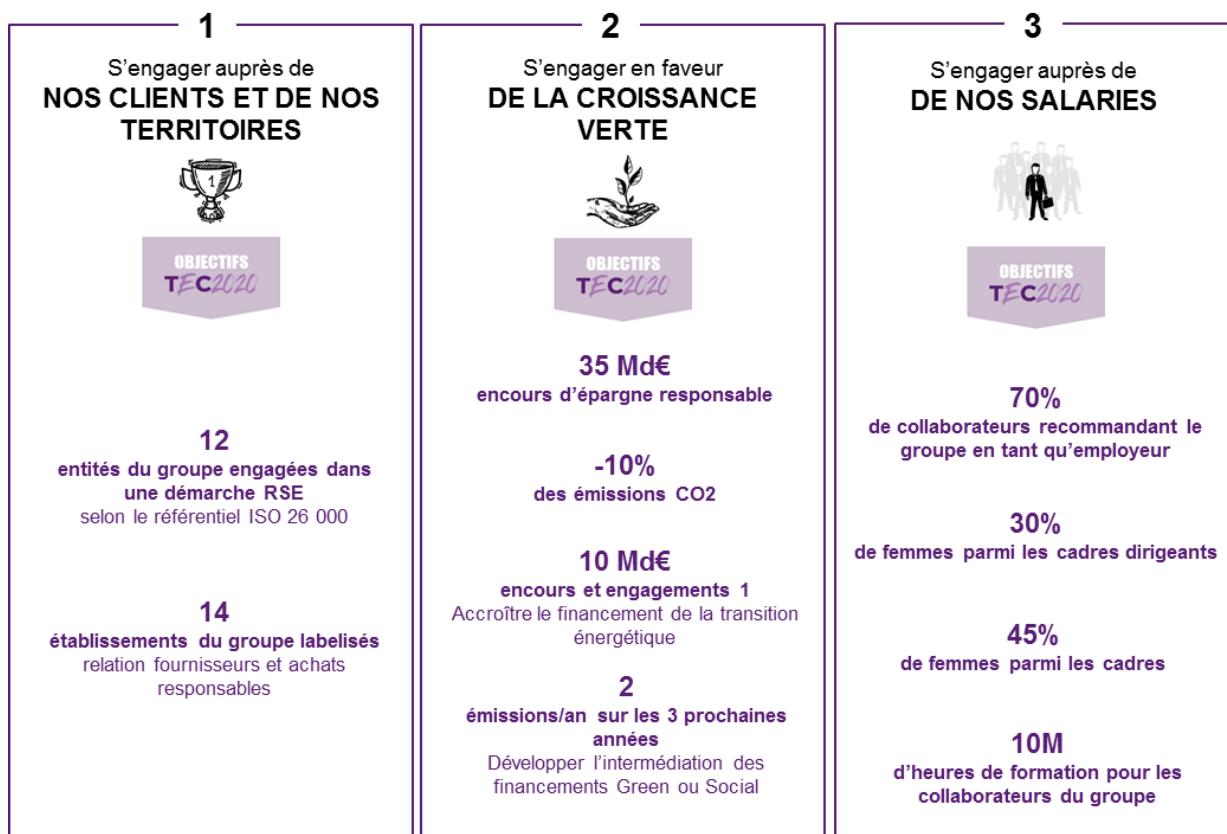 1
S'engager auprès de
NOS CLIENTS ET DE NOS
TERRITOIRES
1
OBJECTIFS
TEC2020
12
entités du groupe engagées dans
une démarche RSE
selon le référentiel ISO 26 000
14
établissements du groupe labelisés
relation fournisseurs et achats
responsables
2
S'engager en faveur
DE LA CROISSANCE
VERTE
OBJECTIFS
TEC2020
35 Md€
encours d'épargne responsable
-10%
des émissions CO2
10 Md€
encours et engagements 1
Accroître le financement de la transition
énergétique
2
émissions/an sur les 3 prochaines
années
Développer l'intermédiation des
financements Green ou Social
3
S'engager auprès de
DE NOS SALARIES
OBJECTIFS
TEC2020
70%
de collaborateurs recommandant le
groupe en tant qu'employeur
30%
de femmes parmi les cadres dirigeants
45%
de femmes parmi les cadres
10M
d'heures de formation pour les
collaborateurs du groupe